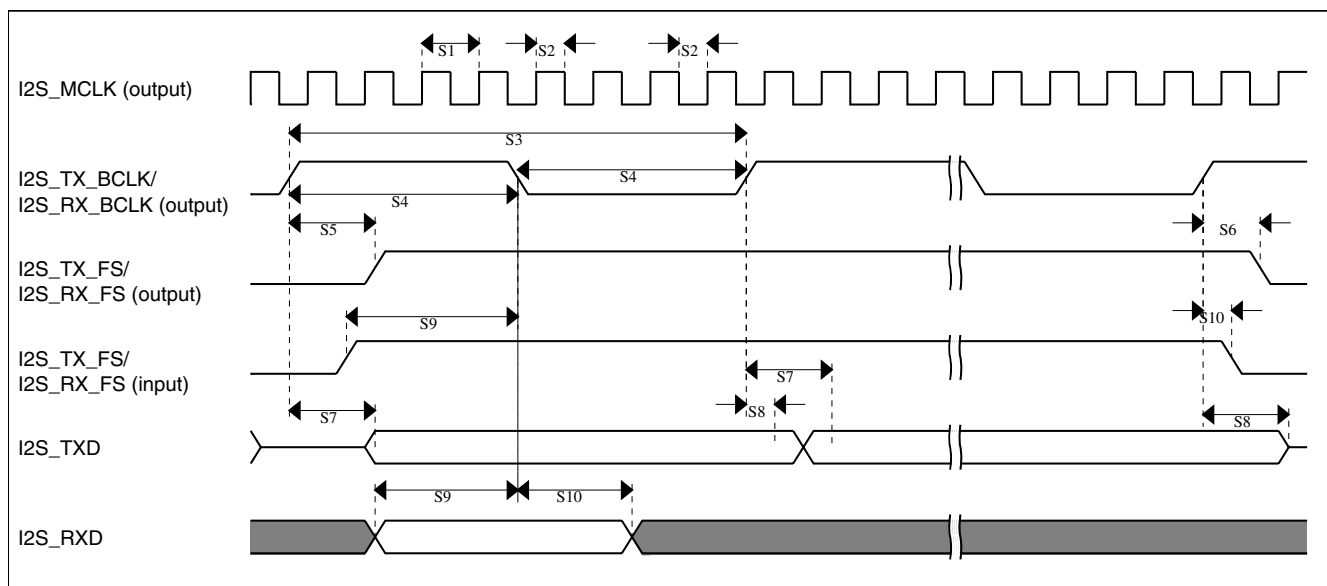 S1
S2
S2
I2S_MCLK (output)
S3
I2S_TX_BCLK/
I2S_RX_BCLK (output)
S4
S4
S5
S6
I2S_TX_FS/
I2S_RX_FS (output)
S9
S10
I2S_TX_FS/
I2S_RX_FS (input)
S7
S7
S8
S8
I2S_TXD
S9
S10
I2S_RXD